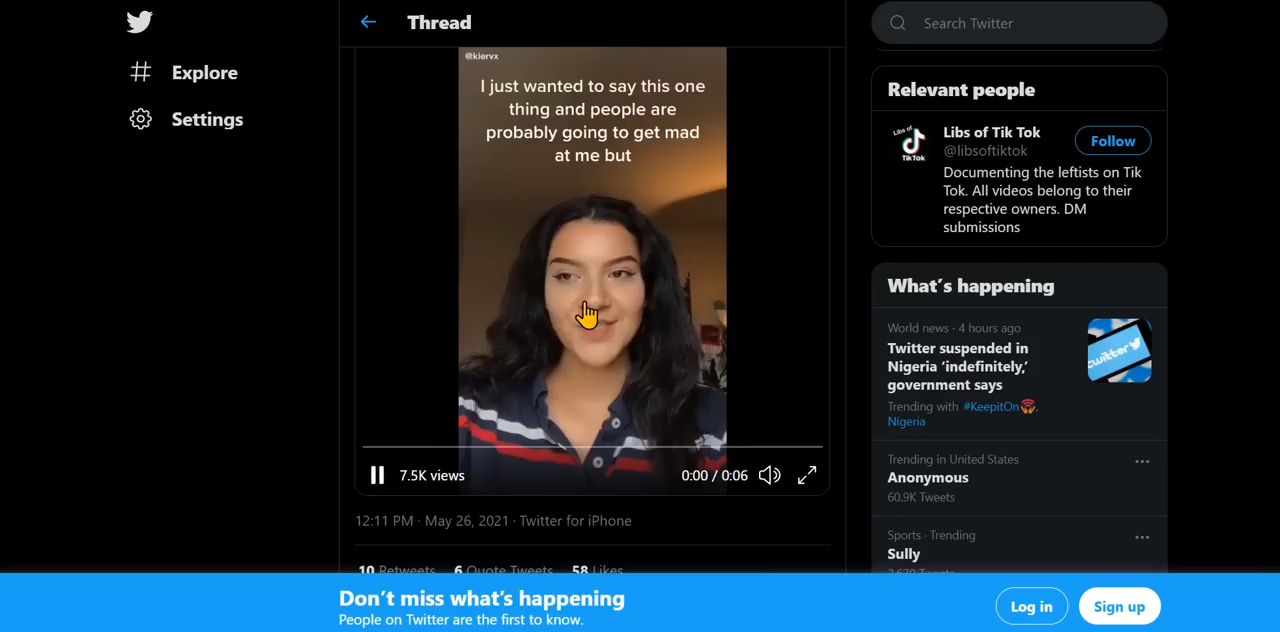 Thread
Search Twitter
Explore
Settings
@kiervx
I just wanted to say this one
thing and people are
probably going to get mad
at me but
7.5K views
0:00 / 0:06
12:11 PM · May 26, 2021 · Twitter for iPhone
10 Retweets 6 Quote Tweets 58 Likes
Relevant people
Libs of
TikTok
Libs of Tik Tok
@libsoftiktok
Follow
Documenting the leftists on Tik
Tok. All videos belong to their
respective owners. DM
submissions
What's happening
World news · 4 hours ago
Twitter suspended in
Nigeria 'indefinitely,'
government says
Trending with #KeepitOn,
Nigeria
twitter
Trending in United States
Anonymous
60.9K Tweets
Sports · Trending
Sully
Tweets
Don't miss what's happening
People on Twitter are the first to know.
Log in
Sign up